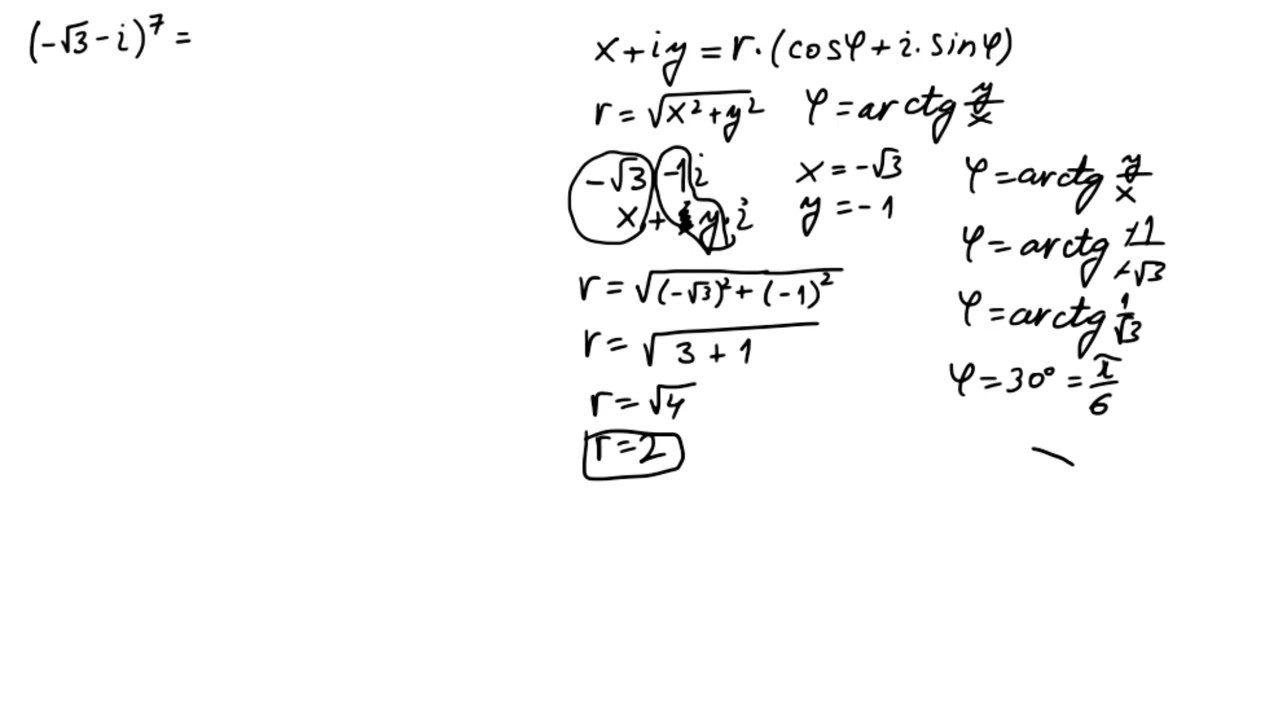 (-√3 - i)⁷ =
x + iy = r · (cosφ + i · sinφ)
r = √(x² + y²) φ = arctg y/x
-√3 -1i x = -√3
x + y · i y = -1
r = √((-√3)² + (-1)²)
r = √(3 + 1)
r = √4
r = 2
φ = arctg y/x
φ = arctg -1/-√3
φ = arctg 1/√3
φ = 30° = π/6